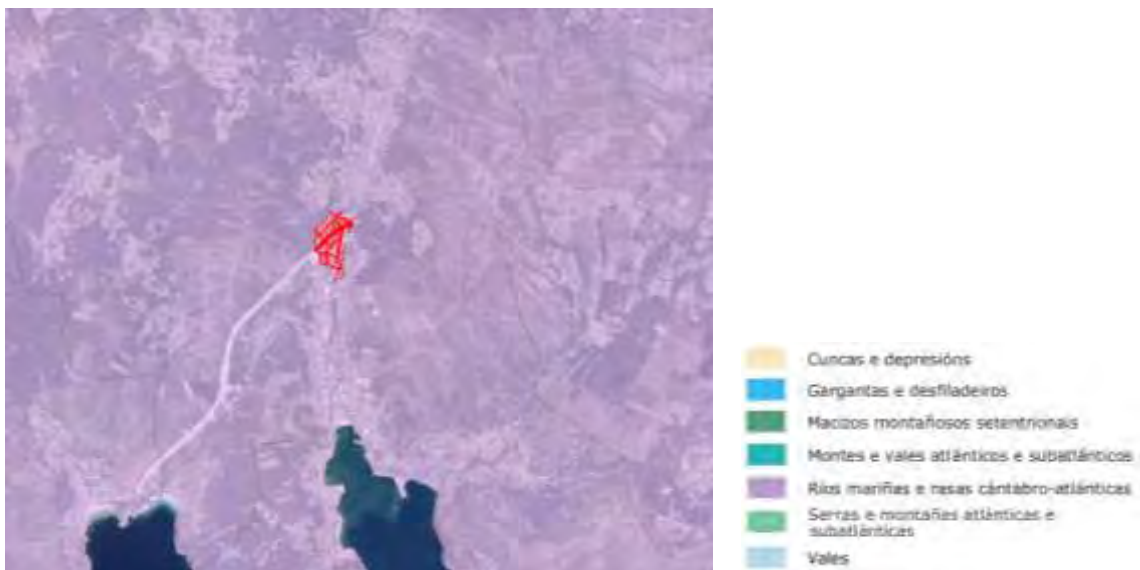 Cuncas e depresións
Gargantas e desfiladeiros
Macizos montañosos setentrionais
Montes e vales atlánticos e subatlánticos
Ríos mariñas e rasas cántabro-atlánticas
Serras e montañas atlánticas e
subatlánticas
Vales